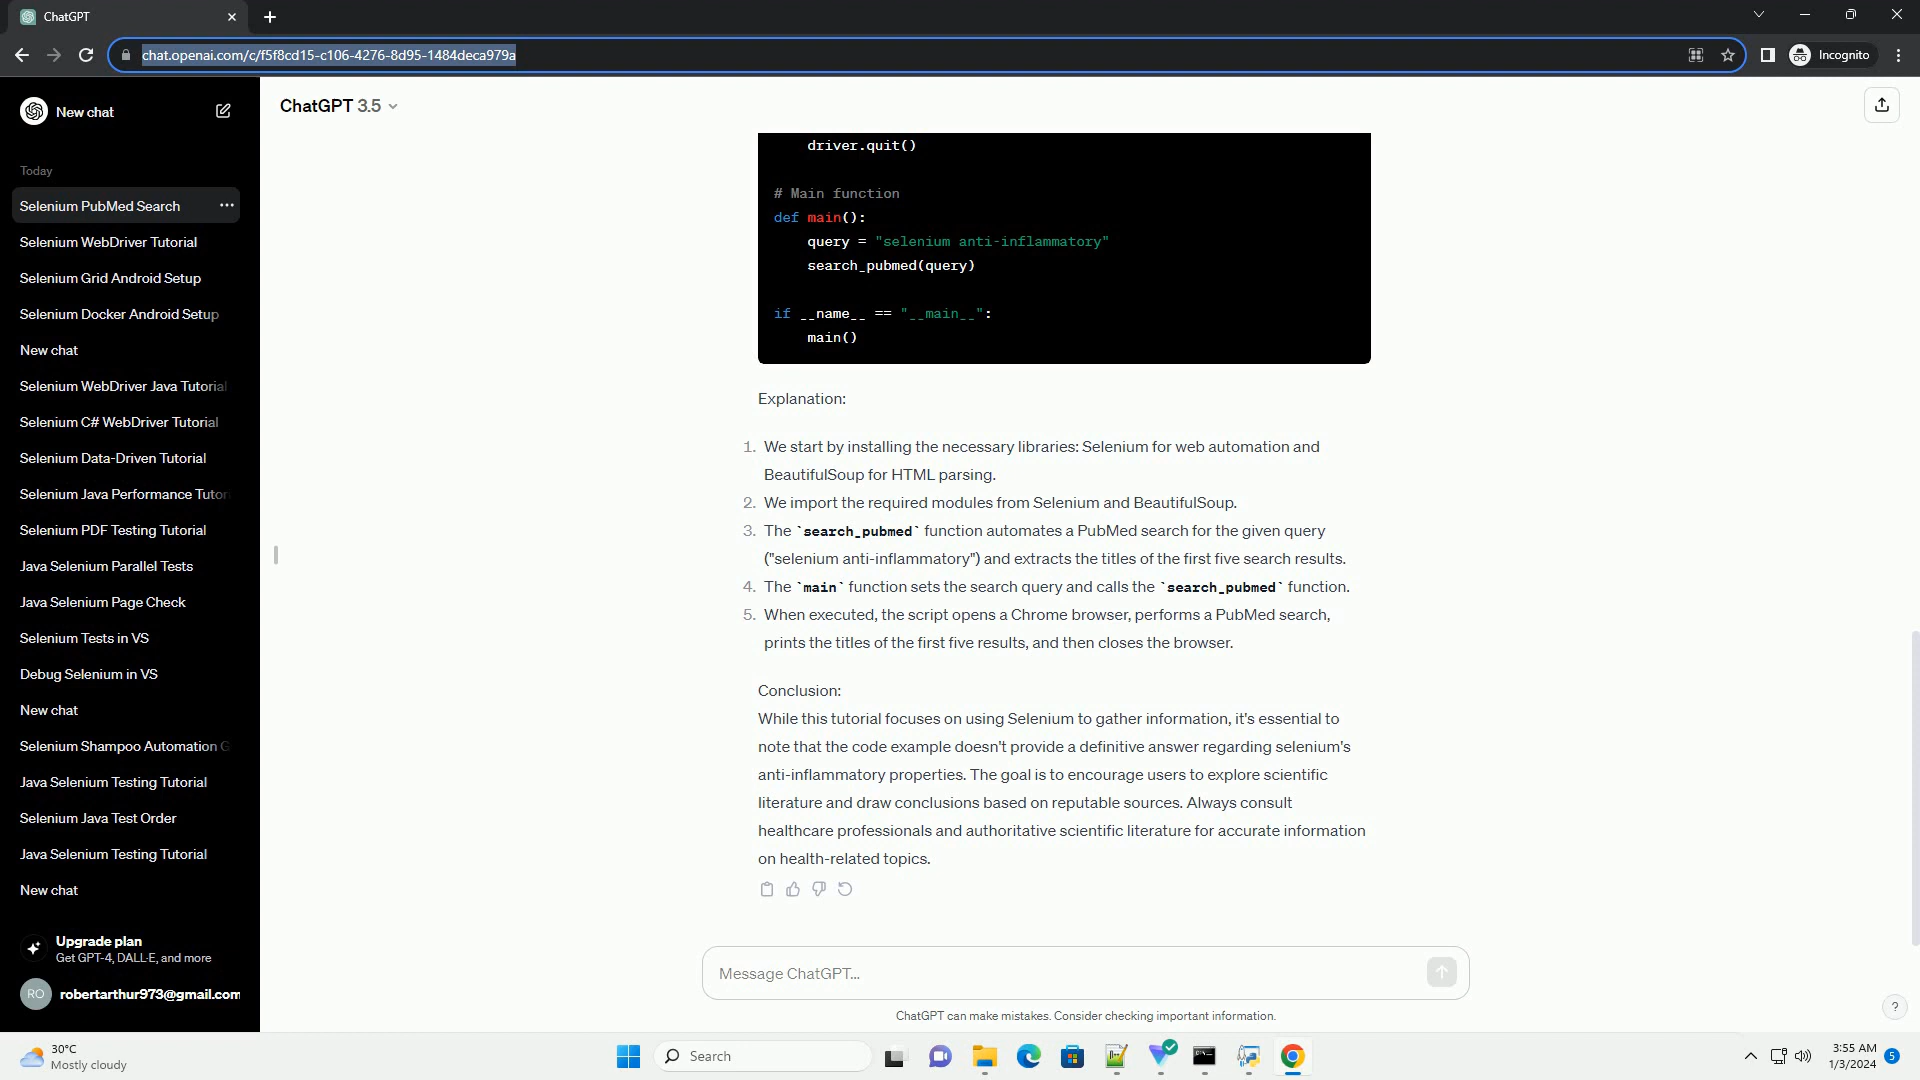 ChatGPT
chat.openai.com/c/f5f8cd15-c106-4276-8d95-1484deca979a
Incognito
New chat
Today
Selenium PubMed Search
Selenium WebDriver Tutorial
Selenium Grid Android Setup
Selenium Docker Android Setup
New chat
Selenium WebDriver Java Tutorial
Selenium C# WebDriver Tutorial
Selenium Data-Driven Tutorial
Selenium Java Performance Tutor
Selenium PDF Testing Tutorial
Java Selenium Parallel Tests
Java Selenium Page Check
Selenium Tests in VS
Debug Selenium in VS
New chat
Selenium Shampoo Automation G
Java Selenium Testing Tutorial
Selenium Java Test Order
Java Selenium Testing Tutorial
New chat
Upgrade plan
Get GPT-4, DALL·E, and more
RO
robertarthur973@gmail.com
ChatGPT 3.5
driver.quit()
# Main function
def main():
query = "selenium anti-inflammatory"
search_pubmed(query)
if __name__ == "__main__":
main()
Explanation:
1. We start by installing the necessary libraries: Selenium for web automation and
BeautifulSoup for HTML parsing.
2. We import the required modules from Selenium and BeautifulSoup.
3. The `search_pubmed` function automates a PubMed search for the given query
("selenium anti-inflammatory") and extracts the titles of the first five search results.
4. The `main` function sets the search query and calls the `search_pubmed` function.
5. When executed, the script opens a Chrome browser, performs a PubMed search,
prints the titles of the first five results, and then closes the browser.
Conclusion:
While this tutorial focuses on using Selenium to gather information, it's essential to
note that the code example doesn't provide a definitive answer regarding selenium's
anti-inflammatory properties. The goal is to encourage users to explore scientific
literature and draw conclusions based on reputable sources. Always consult
healthcare professionals and authoritative scientific literature for accurate information
on health-related topics.
Message ChatGPT...
ChatGPT can make mistakes. Consider checking important information.
?
30°C
Mostly cloudy
Search
3:55 AM
1/3/2024
5